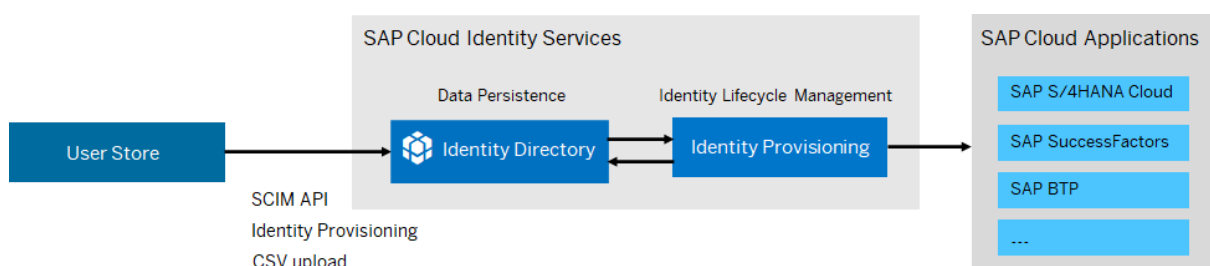 SAP Cloud Identity Services
SAP Cloud Applications
Data Persistence
Identity Lifecycle Management
User Store
Identity Directory
Identity Provisioning
SAP S/4HANA Cloud
SAP SuccessFactors
SAP BTP
---
SCIM API
Identity Provisioning
CSV upload